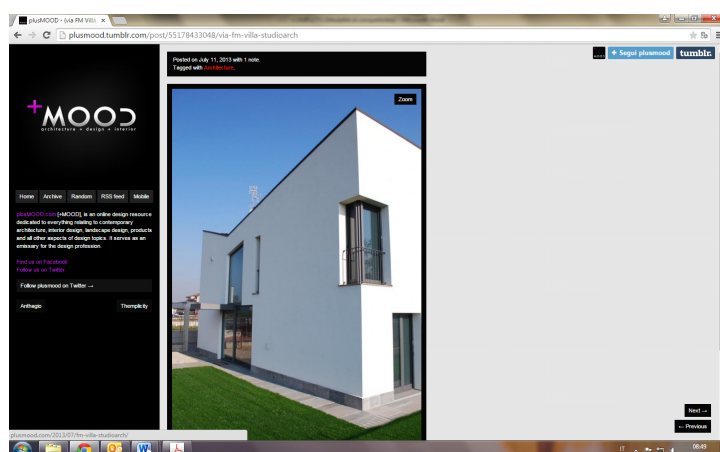 plusMOOD - (via FM Villa
plusmood.tumblr.com/post/55178433048/via-fm-villa-studioarch
+ Segui plusmood
tumblr.
Posted on July 11, 2013 with 1 note.
Tagged with Architecture.
Zoom
+MOOD
architecture + design + interior
Home Archive Random RSS feed Mobile
plusMOOD.com [+MOOD], is an online design resource
dedicated to everything relating to contemporary
architecture, interior design, landscape design, products
and all other aspects of design topics. It serves as an
emissary for the design profession.
Find us on Facebook
Follow us on Twitter
Follow plusmood on Twitter →
Anthagio Themplicity
Next →
← Previous
plusmood.com/2013/07/fm-villa-studioarch/
IT
08:49